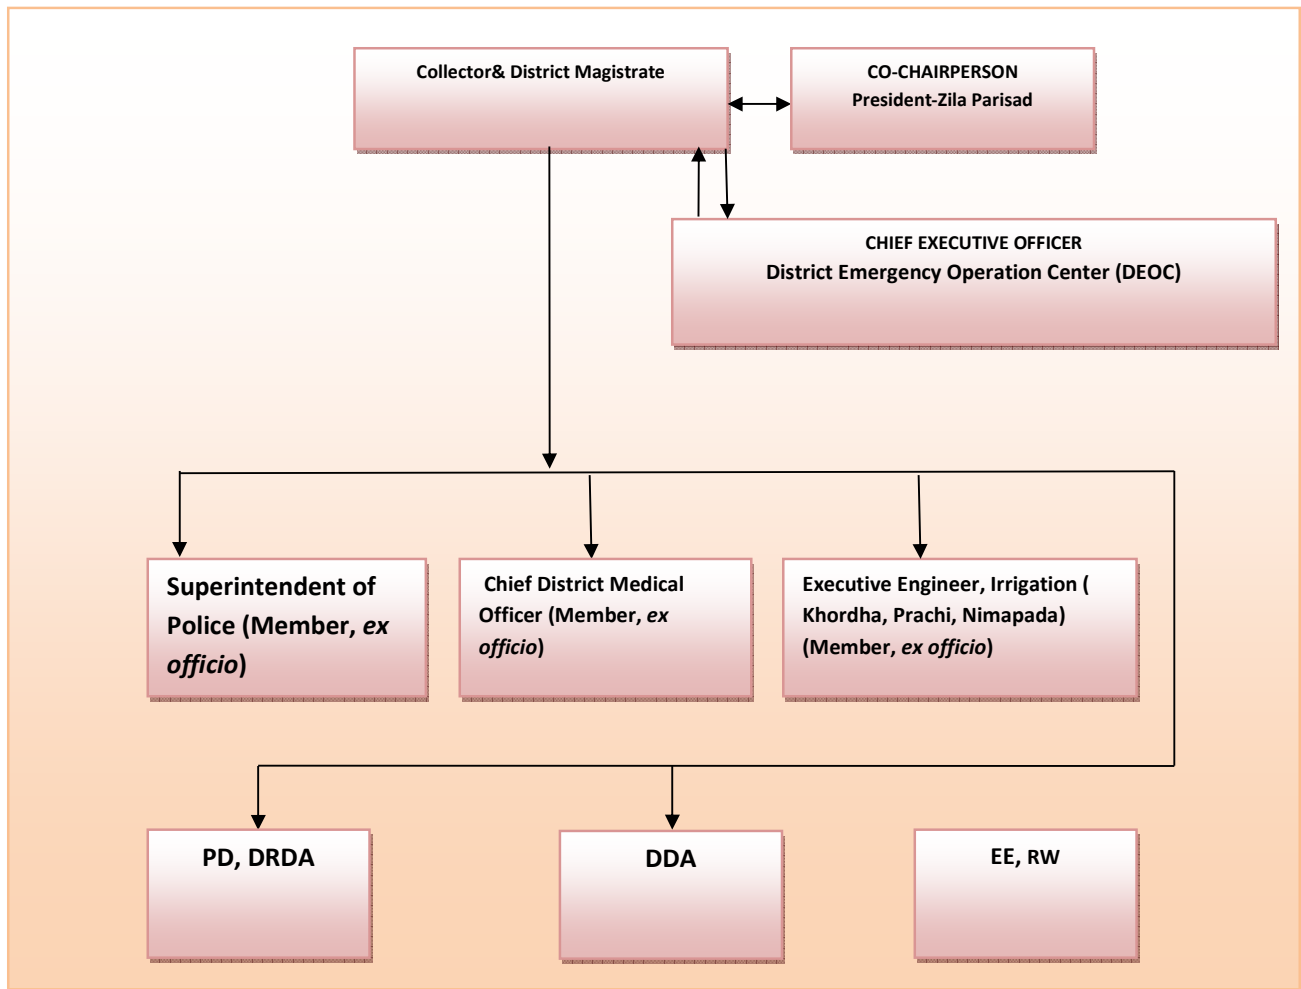 Collector& District Magistrate
CO-CHAIRPERSON
President-Zila Parisad
CHIEF EXECUTIVE OFFICER
District Emergency Operation Center (DEOC)
Superintendent of
Police (Member, ex
officio)
Chief District Medical
Officer (Member, ex
officio)
Executive Engineer, Irrigation (
Khordha, Prachi, Nimapada)
(Member, ex officio)
PD, DRDA
DDA
EE, RW